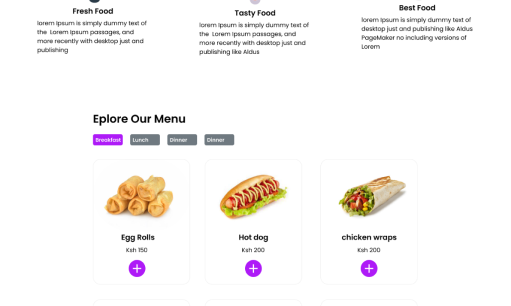 Fresh Food
lorem Ipsum is simply dummy text of
the Lorem Ipsum passages, and
more recently with desktop just and
publishing
Tasty Food
lorem Ipsum is simply dummy text of
the Lorem Ipsum passages, and
more recently with desktop just and
publishing like Aldus
Best Food
lorem Ipsum is simply dummy text of
desktop just and publishing like Aldus
PageMaker no including versions of
Lorem
Eplore Our Menu
Breakfast Lunch Dinner Dinner
Egg Rolls
Ksh 150
Hot dog
Ksh 200
chicken wraps
Ksh 200